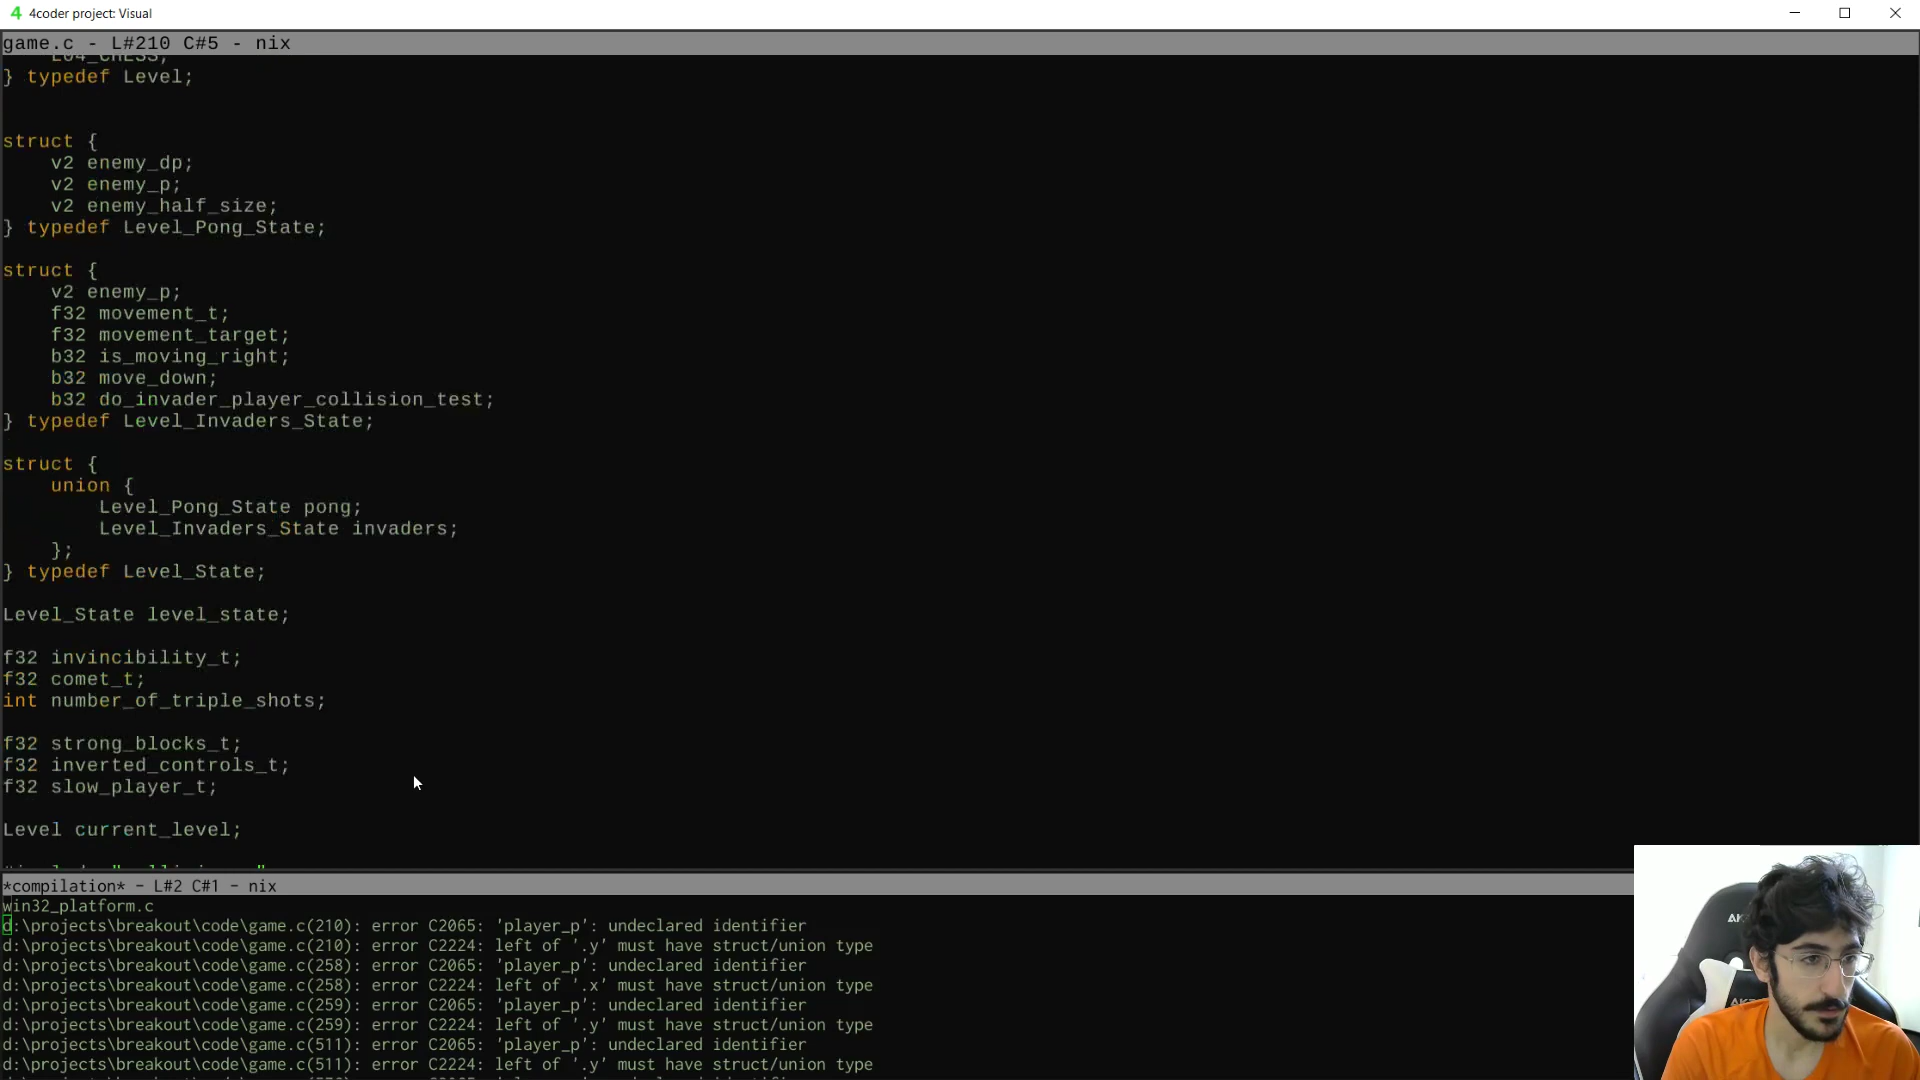 4 4coder project: Visual
game.c - L#210 C#5 - nix
L04_CHESS,
} typedef Level;
struct {
v2 enemy_dp;
v2 enemy_p;
v2 enemy_half_size;
} typedef Level_Pong_State;
struct {
v2 enemy_p;
f32 movement_t;
f32 movement_target;
b32 is_moving_right;
b32 move_down;
b32 do_invader_player_collision_test;
} typedef Level_Invaders_State;
struct {
union {
Level_Pong_State pong;
Level_Invaders_State invaders;
};
} typedef Level_State;
Level_State level_state;
f32 invincibility_t;
f32 comet_t;
int number_of_triple_shots;
f32 strong_blocks_t;
f32 inverted_controls_t;
f32 slow_player_t;
Level current_level;
*compilation* - L#2 C#1 - nix
win32_platform.c
d:\projects\breakout\code\game.c(210): error C2065: 'player_p': undeclared identifier
d:\projects\breakout\code\game.c(210): error C2224: left of '.y' must have struct/union type
d:\projects\breakout\code\game.c(258): error C2065: 'player_p': undeclared identifier
d:\projects\breakout\code\game.c(258): error C2224: left of '.x' must have struct/union type
d:\projects\breakout\code\game.c(259): error C2065: 'player_p': undeclared identifier
d:\projects\breakout\code\game.c(259): error C2224: left of '.y' must have struct/union type
d:\projects\breakout\code\game.c(511): error C2065: 'player_p': undeclared identifier
d:\projects\breakout\code\game.c(511): error C2224: left of '.y' must have struct/union type